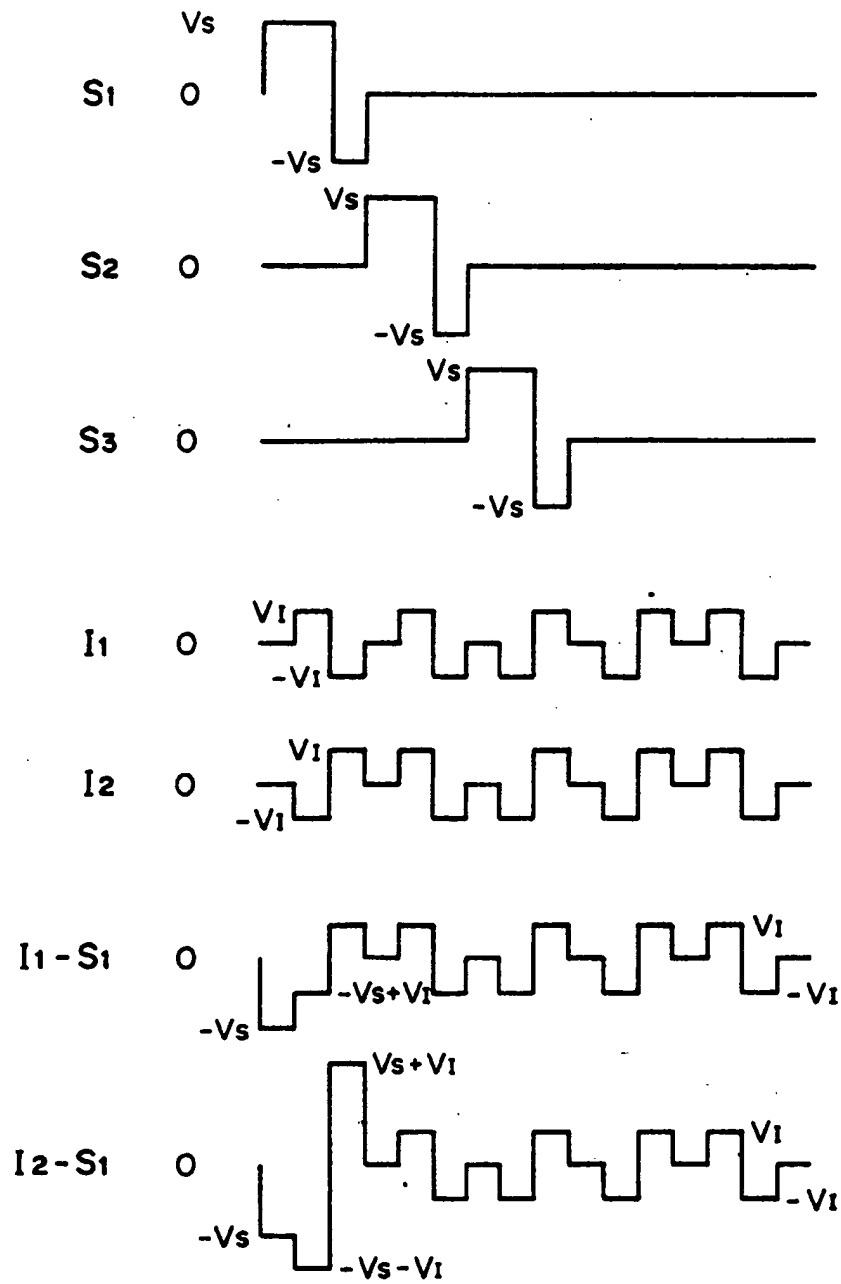 Vs
S1 0
-Vs
Vs
S2 0
-Vs
Vs
S3 0
-Vs
VI
I1 0
-VI
VI
I2 0
-VI
VI
I1-S1 0
-Vs+VI
-VI
-Vs
Vs+VI
VI
I2-S1 0
-VI
-Vs
-Vs-VI